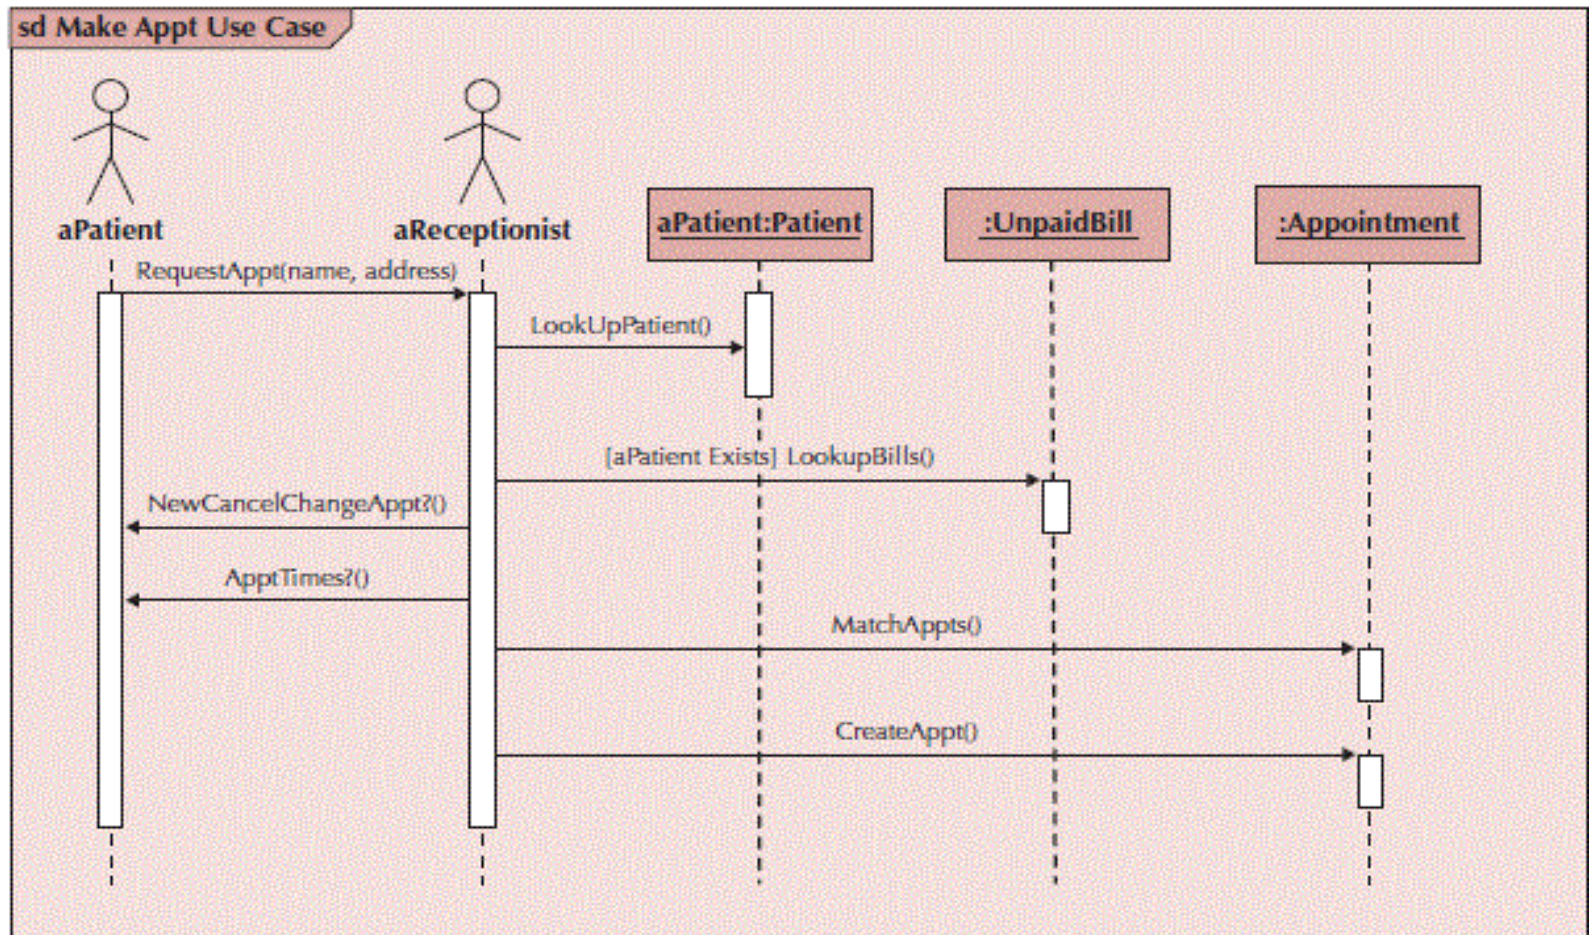 sd Make Appt Use Case
aPatient
aReceptionist
aPatient:Patient
:UnpaidBill
:Appointment
RequestAppt(name, address)
LookUpPatient()
[aPatient Exists] LookupBills()
NewCancelChangeAppt?()
ApptTimes?()
MatchAppts()
CreateAppt()